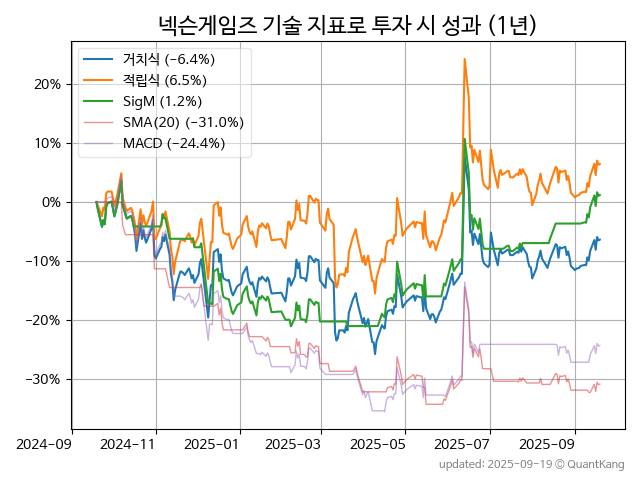 넥슨게임즈 기술 지표로 투자 시 성과 (1년)
거치식 (−6.4%)
적립식 (6.5%)
SigM (1.2%)
SMA(20) (−31.0%)
MACD (−24.4%)
20%
10%
0%
−10%
−20%
−30%
2024-09 2024-11 2025-01 2025-03 2025-05 2025-07 2025-09
updated: 2025-09-19 © QuantKang